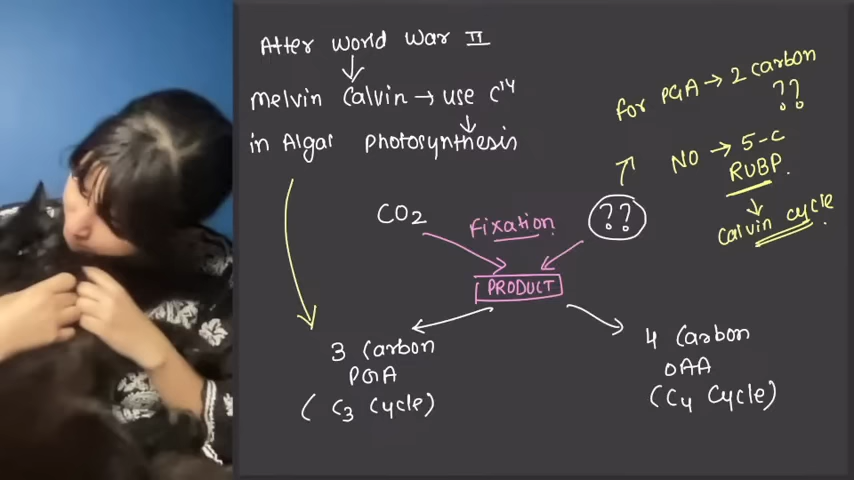 After world war II
Melvin Calvin → use C¹⁴
in Algae photosynthesis
for PGA → 2 carbon
??
NO → 5-C
RUBP.
Calvin cycle
CO₂
Fixation
??
PRODUCT
3 Carbon
PGA
( C₃ Cycle)
4 Carbon
OAA
(C₄ Cycle)